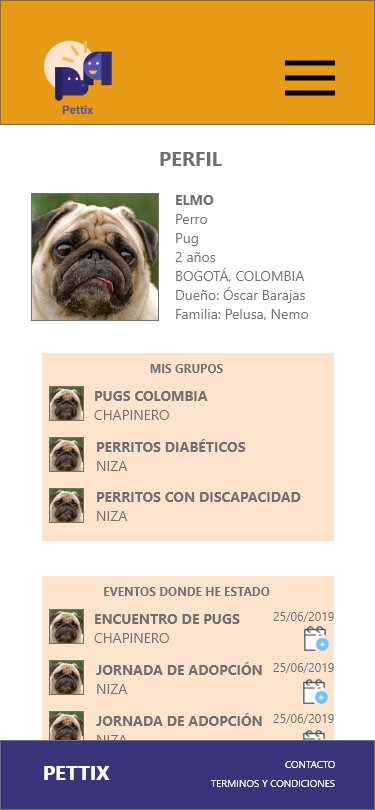 Pettix
PERFIL
ELMO
Perro
Pug
2 años
BOGOTÁ, COLOMBIA
Dueño: Óscar Barajas
Familia: Pelusa, Nemo
MIS GRUPOS
PUGS COLOMBIA
CHAPINERO
PERRITOS DIABÉTICOS
NIZA
PERRITOS CON DISCAPACIDAD
NIZA
EVENTOS DONDE HE ESTADO
ENCUENTRO DE PUGS 25/06/2019
CHAPINERO
JORNADA DE ADOPCIÓN 25/06/2019
NIZA
JORNADA DE ADOPCIÓN 25/06/2019
NIZA
PETTIX
CONTACTO
TERMINOS Y CONDICIONES